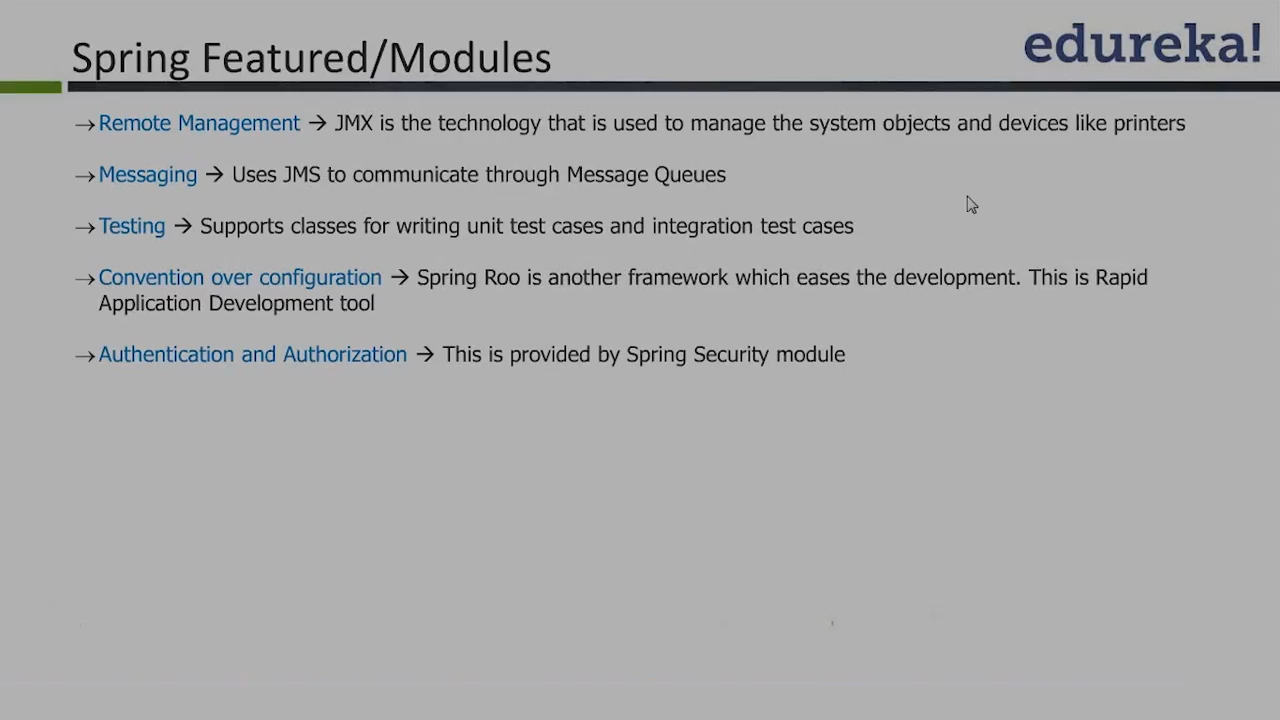 Spring Featured/Modules
edureka!
→Remote Management → JMX is the technology that is used to manage the system objects and devices like printers
→Messaging → Uses JMS to communicate through Message Queues
→Testing → Supports classes for writing unit test cases and integration test cases
→Convention over configuration → Spring Roo is another framework which eases the development. This is Rapid
Application Development tool
→Authentication and Authorization → This is provided by Spring Security module